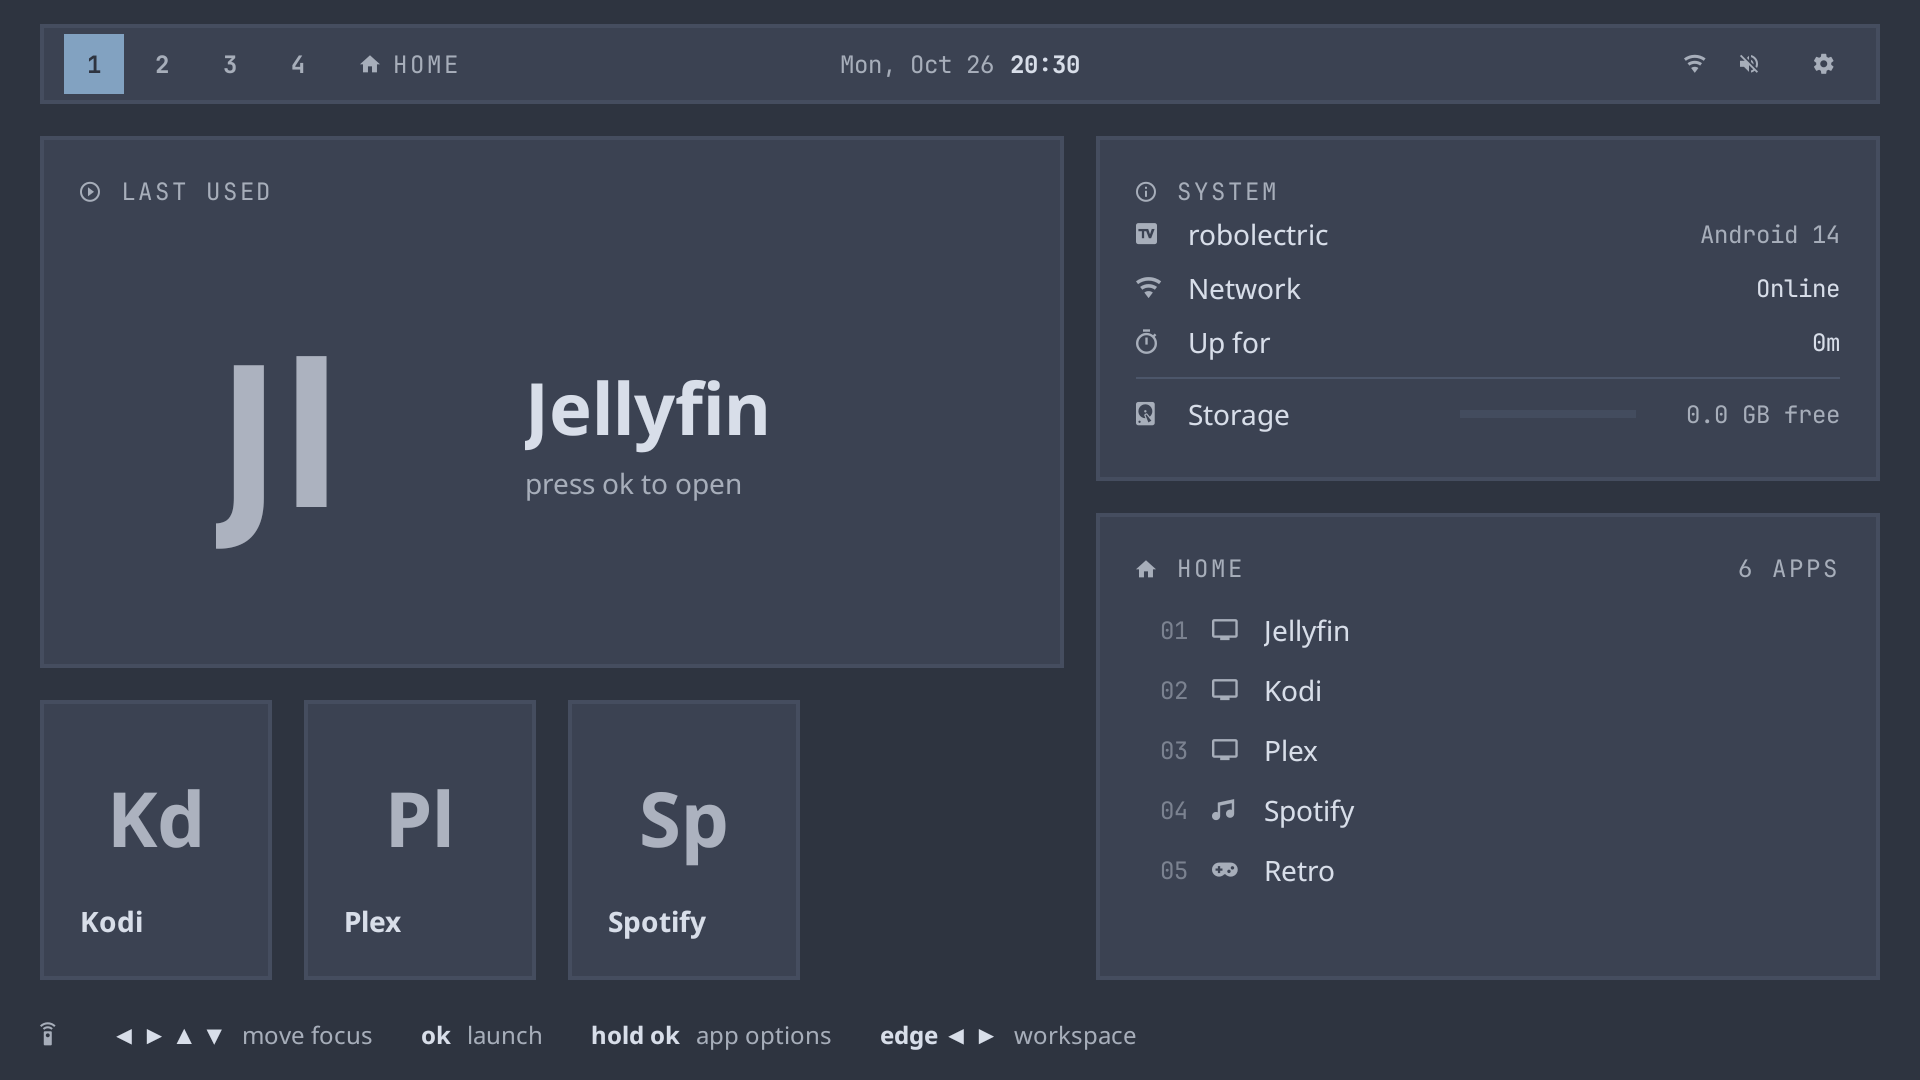 1 2 3 4 HOME Mon, Oct 26 20:30
LAST USED
Jl
Jellyfin
press ok to open
SYSTEM
TV robolectric Android 14
Network Online
Up for 0m
Storage 0.0 GB free
Kd
Kodi
Pl
Plex
Sp
Spotify
HOME 6 APPS
01 Jellyfin
02 Kodi
03 Plex
04 Spotify
05 Retro
◀ ▶ ▲ ▼ move focus ok launch hold ok app options edge ◀ ▶ workspace